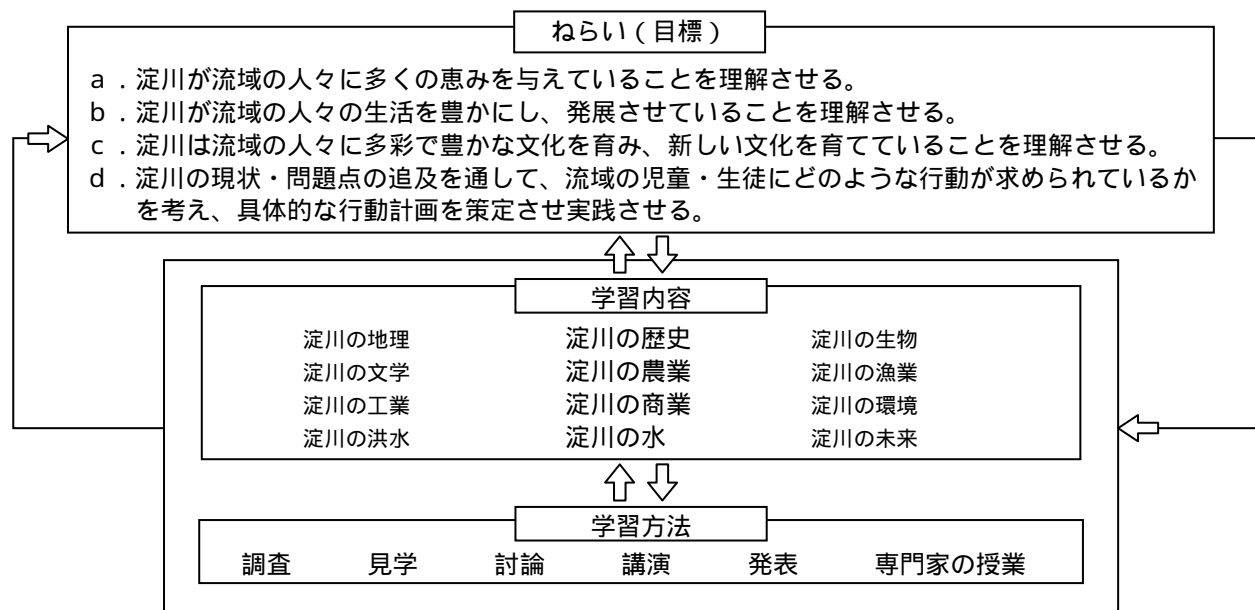 ねらい（目標）
a．淀川が流域の人々に多くの恵みを与えていることを理解させる。
b．淀川が流域の人々の生活を豊かにし、発展させていることを理解させる。
c．淀川は流域の人々に多彩で豊かな文化を育み、新しい文化を育てていることを理解させる。
d．淀川の現状・問題点の追及を通して、流域の児童・生徒にどのような行動が求められているか
を考え、具体的な行動計画を策定させ実践させる。
学習内容
淀川の地理 淀川の歴史 淀川の生物
淀川の文学 淀川の農業 淀川の漁業
淀川の工業 淀川の商業 淀川の環境
淀川の洪水 淀川の水 淀川の未来
学習方法
調査 見学 討論 講演 発表 専門家の授業